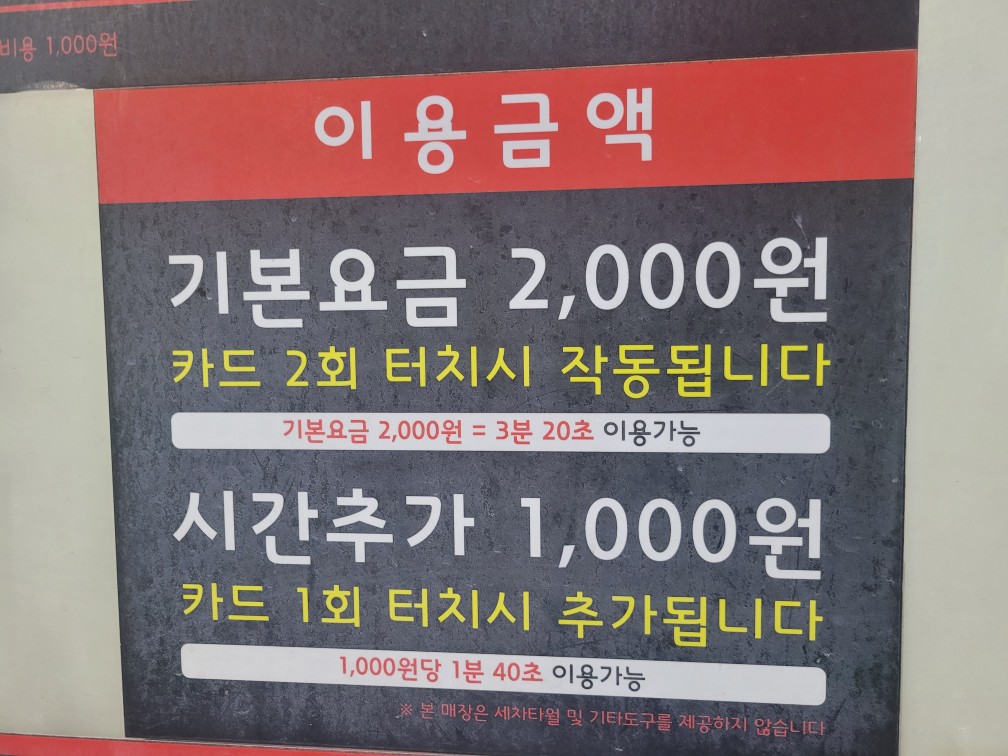 비용 1,000원
이용금액
기본요금 2,000원
카드 2회 터치시 작동됩니다
기본요금 2,000원 = 3분 20초 이용가능
시간추가 1,000원
카드 1회 터치시 추가됩니다
1,000원당 1분 40초 이용가능
※ 본 매장은 세차타월 및 기타도구를 제공하지 않습니다